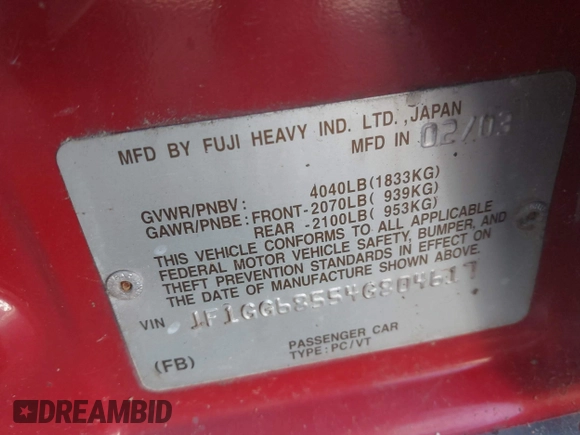 MFD BY FUJI HEAVY IND. LTD.,JAPAN
MFD IN 02/03
GVWR/PNBV: 4040LB(1833KG)
GAWR/PNBE:FRONT-2070LB( 939KG)
REAR -2100LB( 953KG)
THIS VEHICLE CONFORMS TO ALL APPLICABLE
FEDERAL MOTOR VEHICLE SAFETY, BUMPER, AND
THEFT PREVENTION STANDARDS IN EFFECT ON
THE DATE OF MANUFACTURE SHOWN ABOVE.
VIN JF1GG68554G804617
PASSENGER CAR
(FB) TYPE:PC/VT
DREAMBID